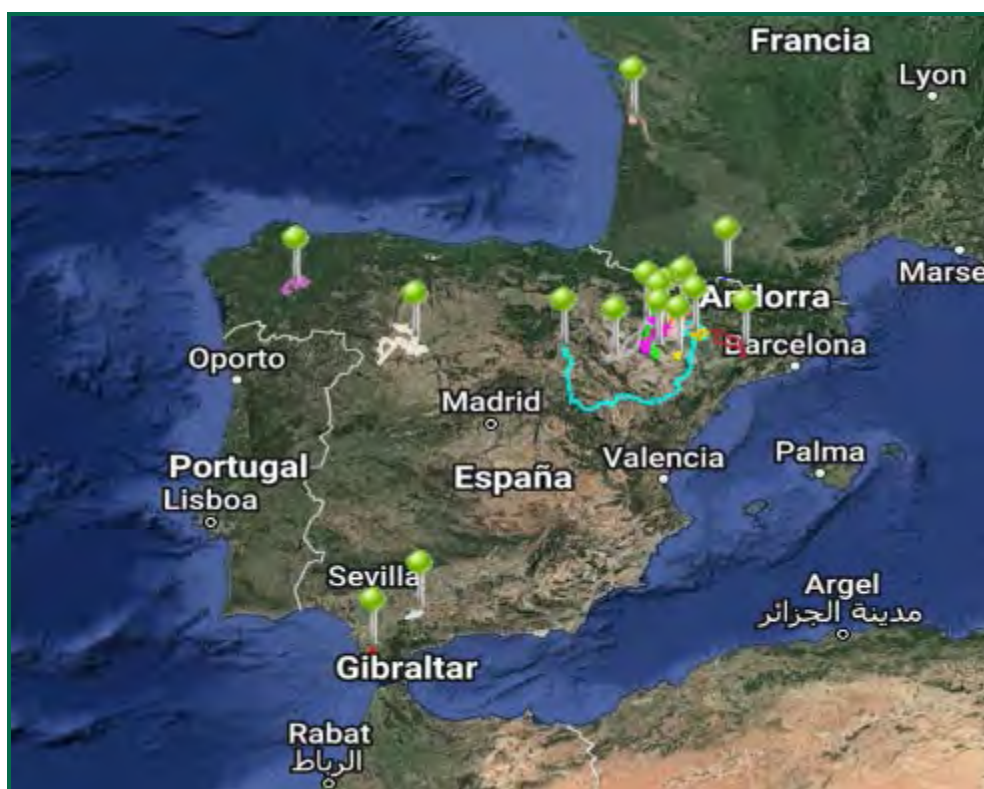 Francia
Lyon
Marse
Andorra
Oporto
Barcelona
Madrid
Portugal
España
Valencia
Palma
Lisboa
Sevilla
Argel
مدينة الجزائر
Gibraltar
Rabat
الرباط